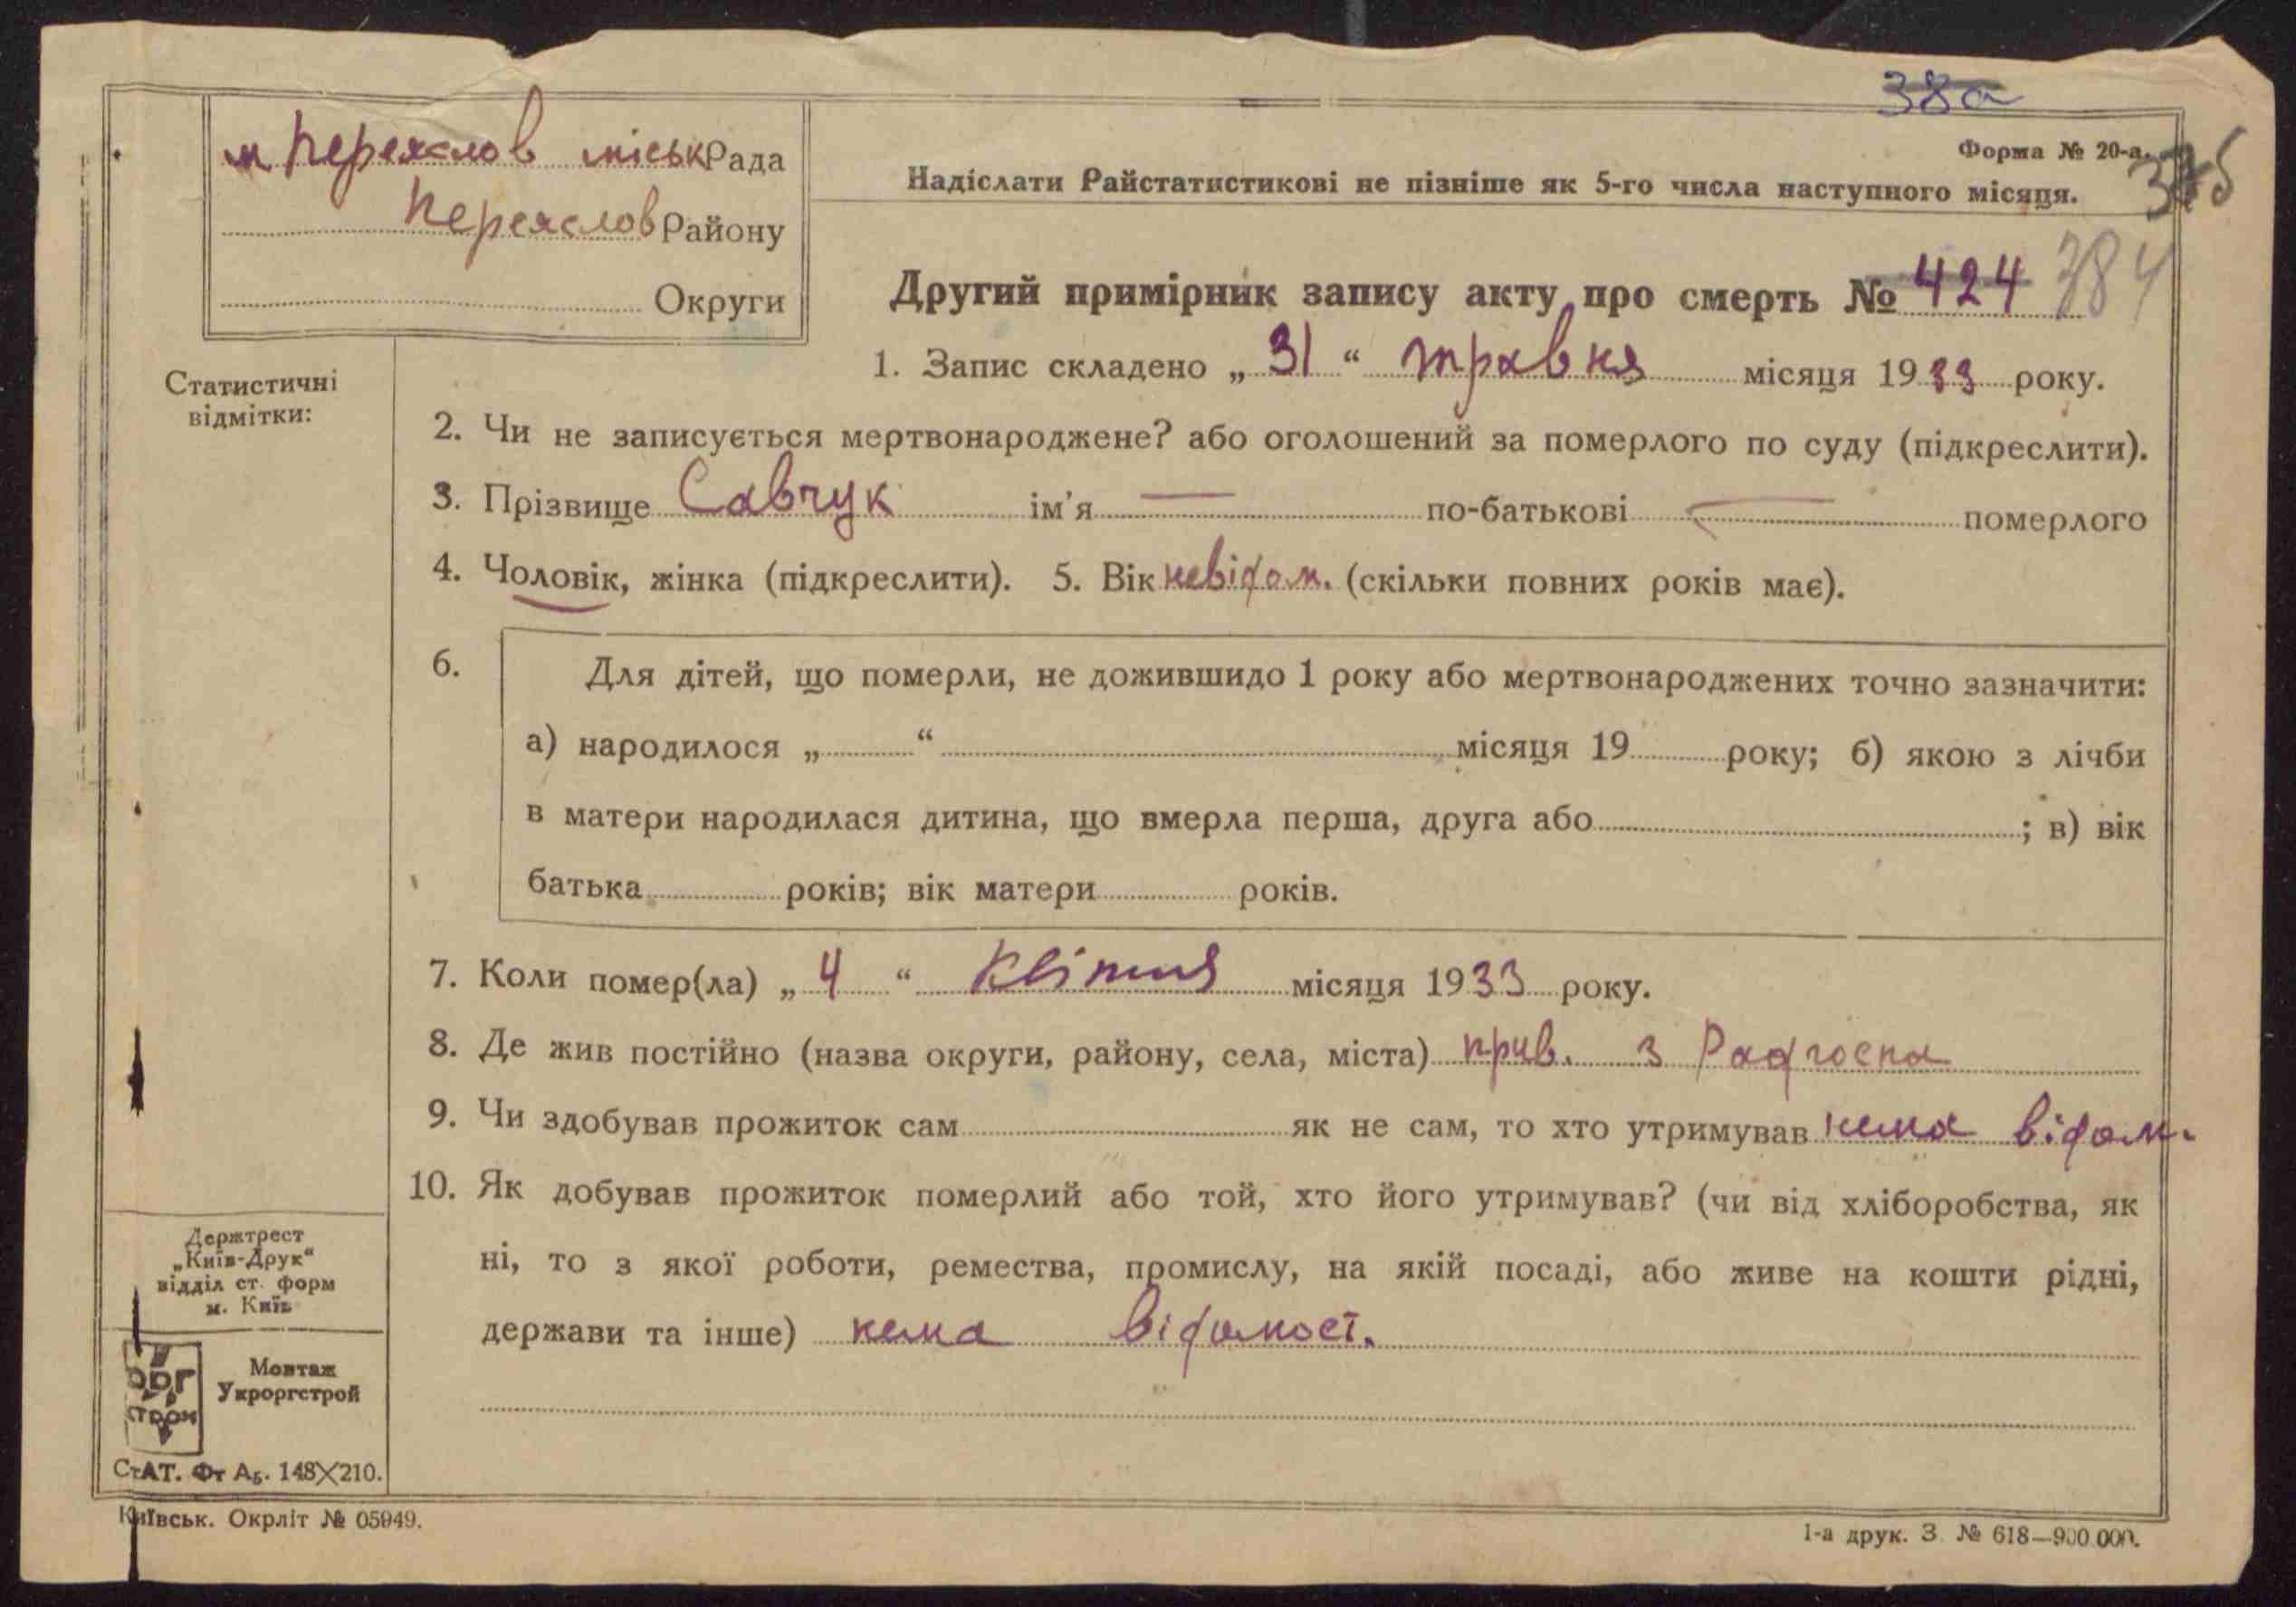 38а
Форма № 20-а.
375
м Переяслов міськРада
Переяслов Району
Округи
Надіслати Райстатистикові не пізніше як 5-го числа наступного місяця.
Другий примірник запису акту про смерть № 424 384
1. Запис складено „31“ травня місяця 1933 року.
Статистичні
відмітки:
2. Чи не записується мертвонароджене? або оголошений за померлого по суду (підкреслити).
3. Прізвище Савчук ім'я — по-батькові — померлого
4. Чоловік, жінка (підкреслити). 5. Вік невідом. (скільки повних років має).
6. Для дітей, що померли, не дожившидо 1 року або мертвонароджених точно зазначити:
а) народилося „ “ місяця 19 року; б) якою з лічби
в матери народилася дитина, що вмерла перша, друга або ; в) вік
батька років; вік матери років.
7. Коли помер(ла) „4“ квітня місяця 1933 року.
8. Де жив постійно (назва округи, району, села, міста) прив. з Радгоспа
9. Чи здобував прожиток сам як не сам, то хто утримував нема відом.
10. Як добував прожиток померлий або той, хто його утримував? (чи від хліборобства, як
ні, то з якої роботи, ремества, промислу, на якій посаді, або живе на кошти рідні,
держави та інше) нема відомост.
Держтрест
„Київ-Друк“
відділ ст. форм
м. Київ
ОРГ
СТРОЙ
Монтаж
Укроргстрой
СтАТ. Фт А5. 148×210.
Київськ. Окрліт № 05949.
1-а друк. З. № 618—900.000.